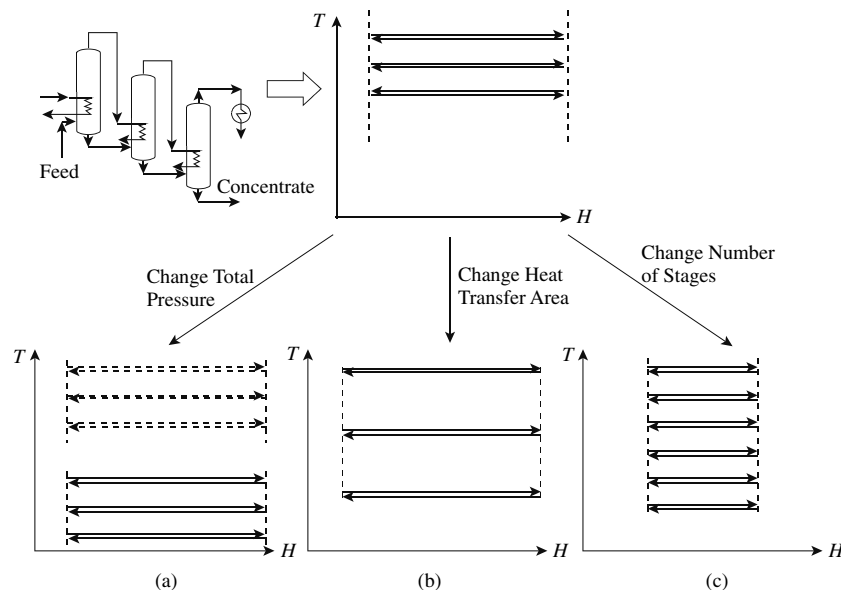 T
H
Feed
Concentrate
Change Total
Pressure
Change Heat
Transfer Area
Change Number
of Stages
T
H
T
H
T
H
(a)
(b)
(c)